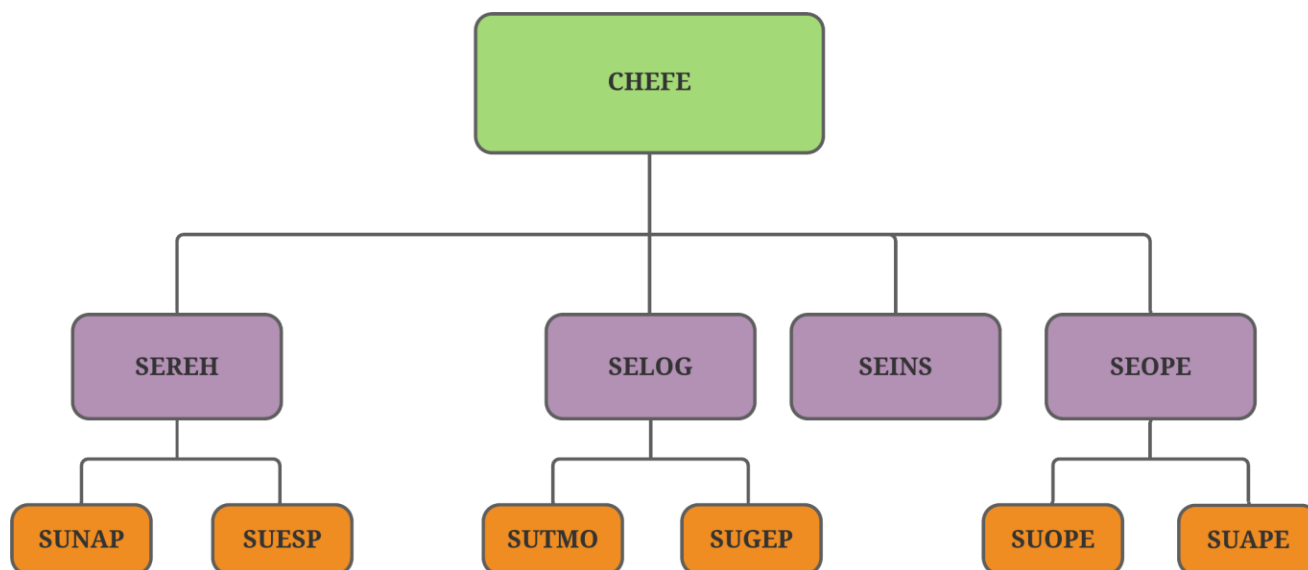 CHEFE
SEREH
SELOG
SEINS
SEOPE
SUNAP
SUESP
SUTMO
SUGEP
SUOPE
SUAPE